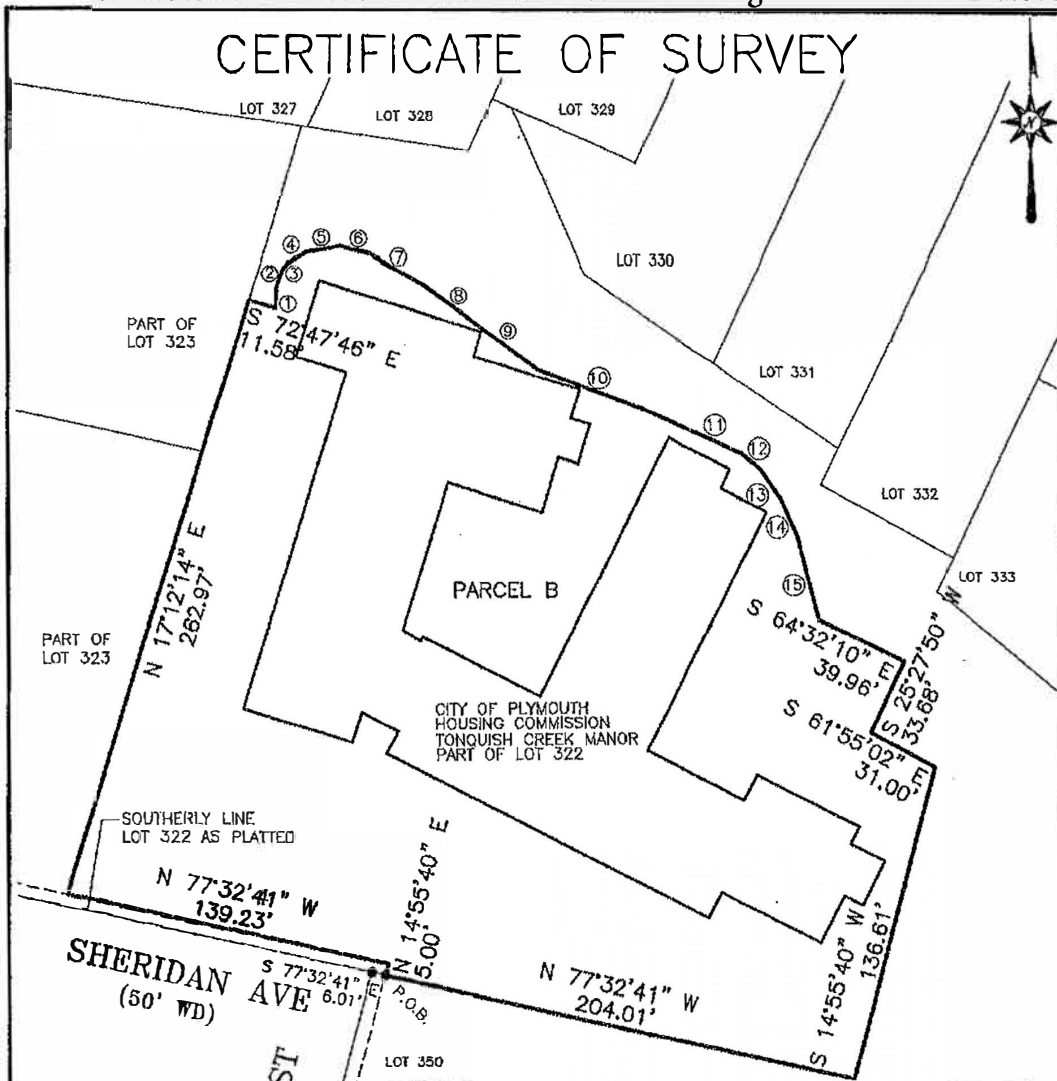 CERTIFICATE OF SURVEY
LOT 327
LOT 328
LOT 329
N
LOT 330
LOT 331
LOT 332
LOT 333
4
5
6
7
2
3
1
8
9
10
11
12
13
14
15
PART OF
LOT 323
S 72°47'46" E
11.58'
N 17°12'14" E
262.97'
PART OF
LOT 323
PARCEL B
CITY OF PLYMOUTH
HOUSING COMMISSION
TONQUISH CREEK MANOR
PART OF LOT 322
S 64°32'10" E
39.96'
S 25°27'50" W
33.68'
S 61°55'02" E
31.00'
SOUTHERLY LINE
LOT 322 AS PLATTED
N 77°32'41" W
139.23'
N 14°55'40" E
5.00'
S 14°55'40" W
136.61'
N 77°32'41" W
204.01'
SHERIDAN AVE
(50' WD)
S 77°32'41" E
6.01'
P.O.B.
ST
LOT 350